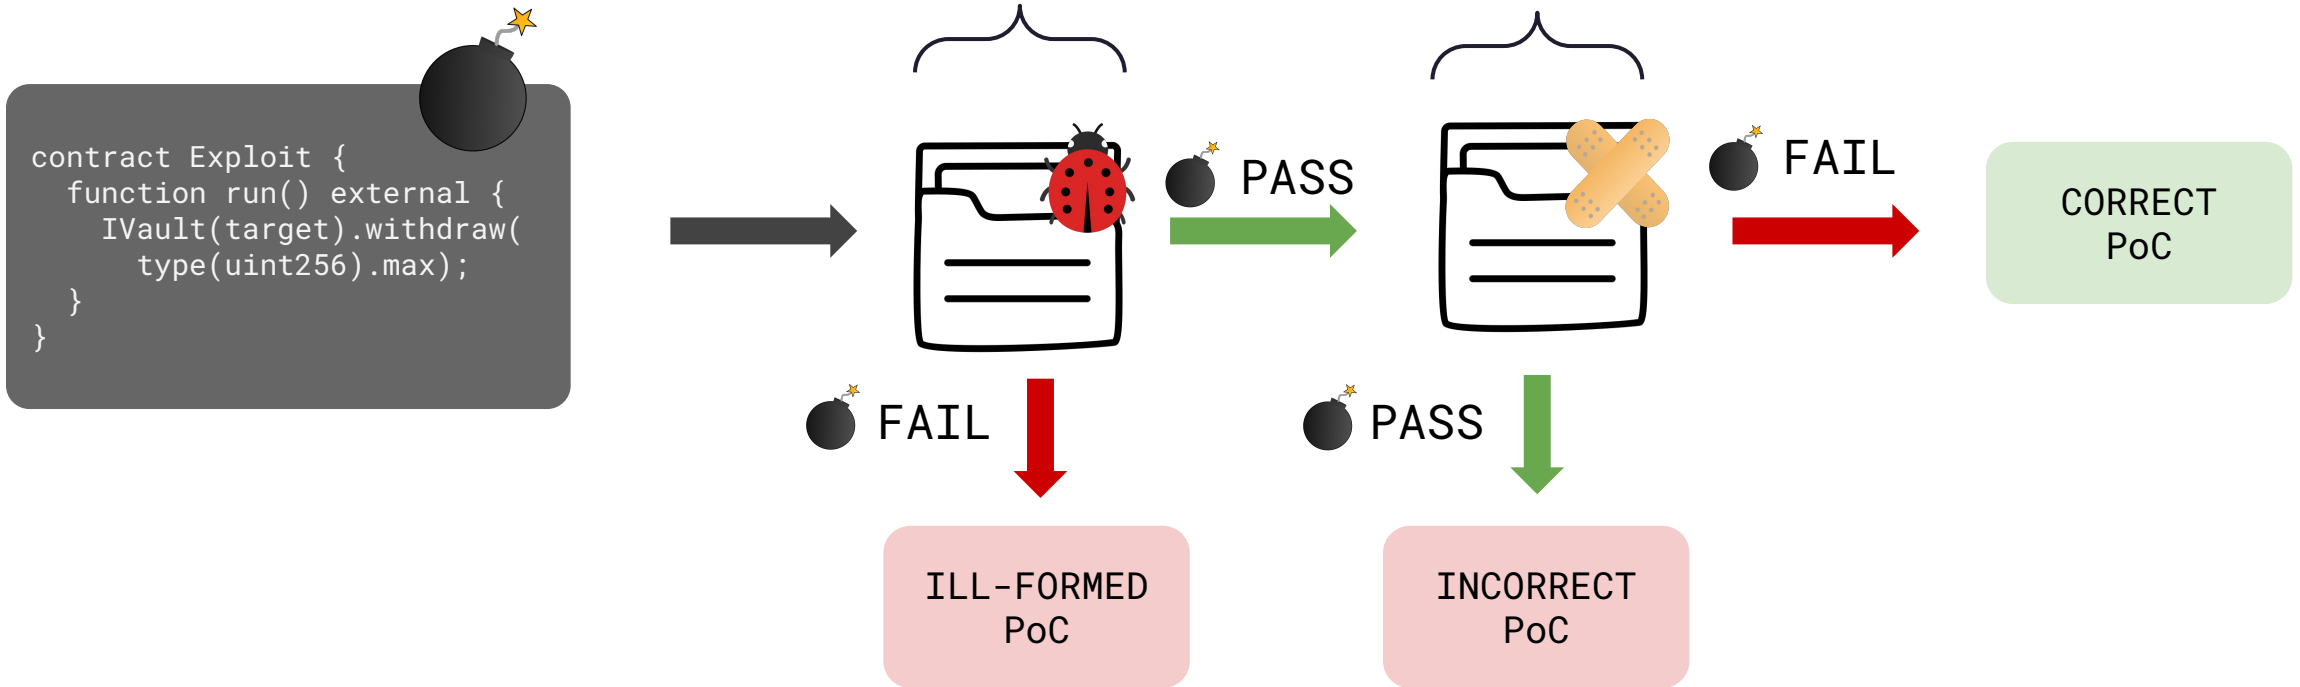 contract Exploit {
  function run() external {
    IVault(target).withdraw(
      type(uint256).max);
  }
}
PASS
FAIL
CORRECT
PoC
FAIL
PASS
ILL-FORMED
PoC
INCORRECT
PoC